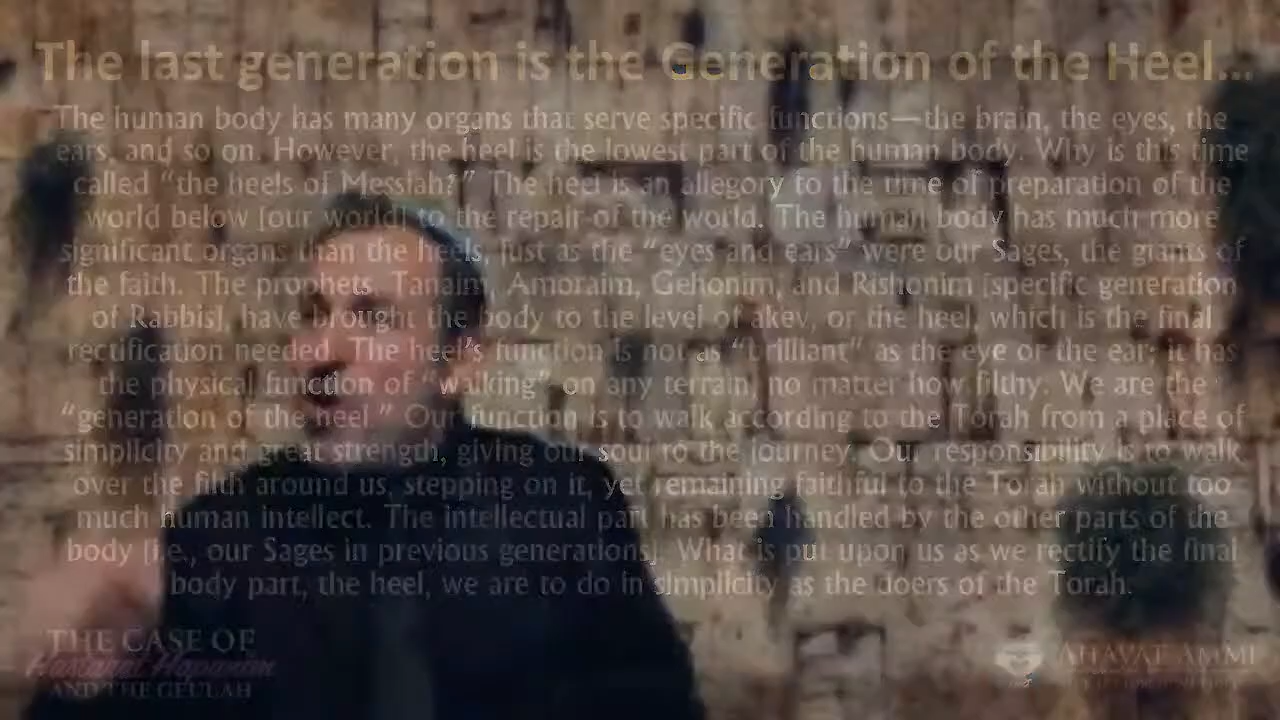 The last generation is the Generation of the Heel...
The human body has many organs that serve specific functions—the brain, the eyes, the
ears, and so on. However, the heel is the lowest part of the human body. Why is this time
called “the heels of Messiah?” The heel is an allegory to the time of preparation of the
world below [our world] to the repair of the world. The human body has much more
significant organs than the heel is, just as the “eyes and ears” were our Sages, the giants of
the faith. The prophets, Tanaim, Amoraim, Gehonim, and Rishonim [specific generation
of Rabbis], have brought the body to the level of akev, or the heel, which is the final
rectification needed. The heel’s function is not as “brilliant” as the eye or the ear; it has
the physical function of “walking” on any terrain, no matter how filthy. We are the
“generation of the heel.” Our function is to walk according to the Torah from a place of
simplicity and great strength, giving our soul to the journey. Our responsibility is to walk
over the filth around us, stepping on it, yet remaining faithful to the Torah without too
much human intellect. The intellectual part has been handled by the other parts of the
body [i.e., our Sages in previous generations]. What is put upon us as we rectify the final
body part, the heel, we are to do in simplicity as the doers of the Torah.
THE CASE OF
AND THE GEULAH
AHAVAT AMMI